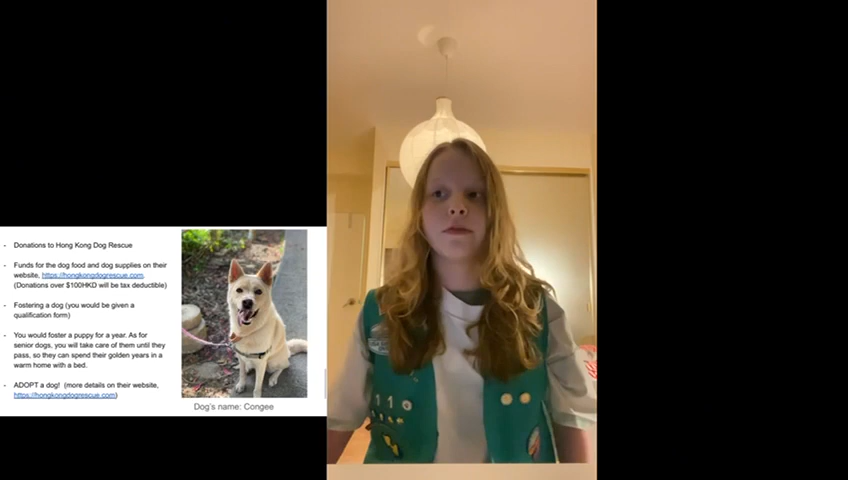 - Donations to Hong Kong Dog Rescue
- Funds for the dog food and dog supplies on their
website, https://hongkongdogrescue.com.
(Donations over $100HKD will be tax deductible)
- Fostering a dog (you would be given a
qualification form)
- You would foster a puppy for a year. As for
senior dogs, you will take care of them until they
pass, so they can spend their golden years in a
warm home with a bed.
- ADOPT a dog! (more details on their website,
https://hongkongdogrescue.com)
Dog's name: Congee